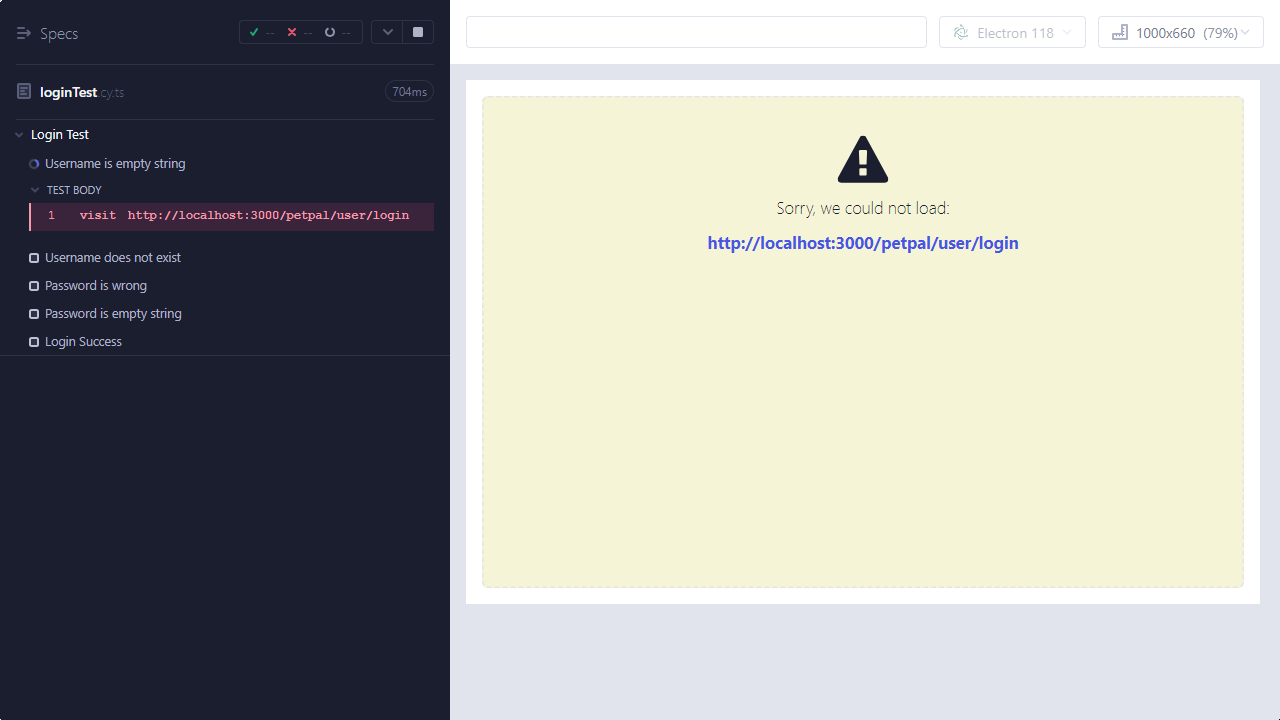 Specs
-- -- --
loginTest.cy.ts 704ms
Login Test
Username is empty string
TEST BODY
1 visit http://localhost:3000/petpal/user/login
Username does not exist
Password is wrong
Password is empty string
Login Success
Electron 118
1000x660 (79%)
Sorry, we could not load:
http://localhost:3000/petpal/user/login